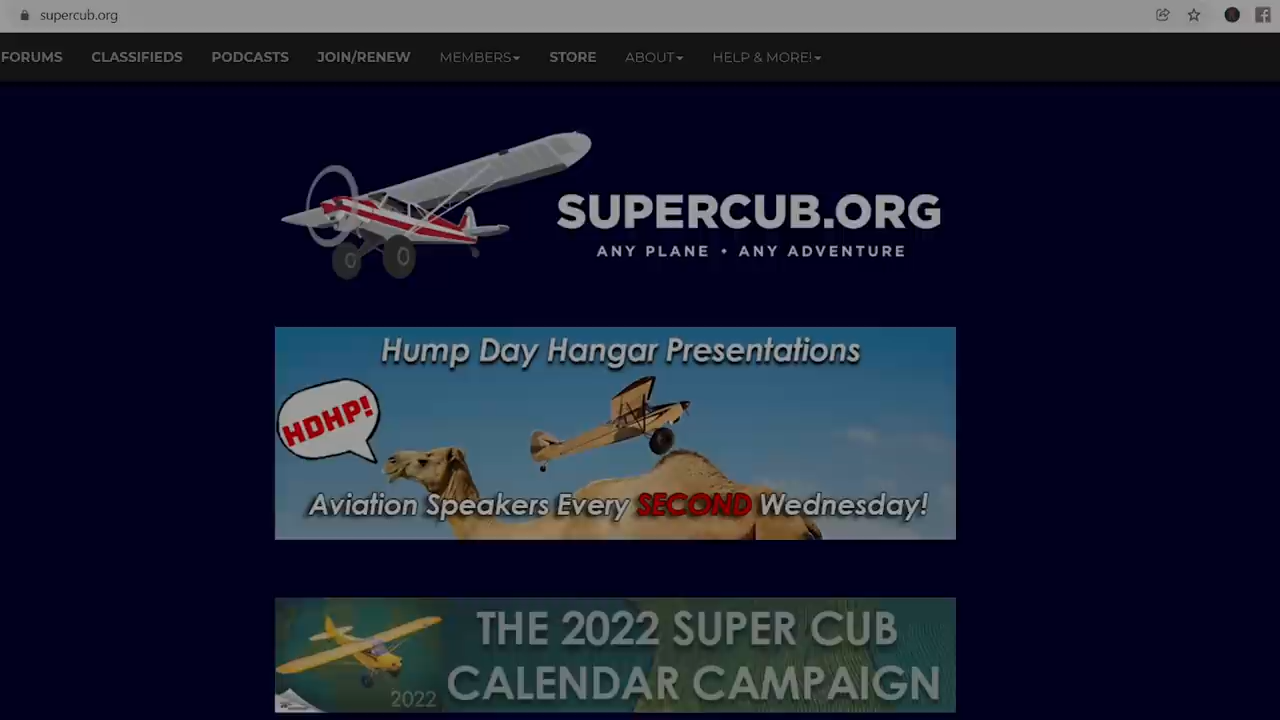 supercub.org
FORUMS CLASSIFIEDS PODCASTS JOIN/RENEW MEMBERS STORE ABOUT HELP & MORE!
SUPERCUB.ORG
ANY PLANE • ANY ADVENTURE
Hump Day Hangar Presentations
HDHP!
Aviation Speakers Every SECOND Wednesday!
THE 2022 SUPER CUB
CALENDAR CAMPAIGN
2022